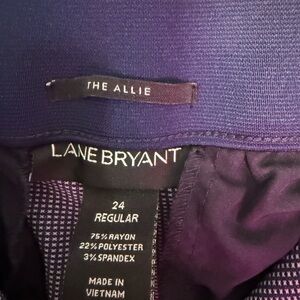 THE ALLIE
LANE BRYANT
24
REGULAR
75% RAYON
22% POLYESTER
3% SPANDEX
MADE IN
VIETNAM